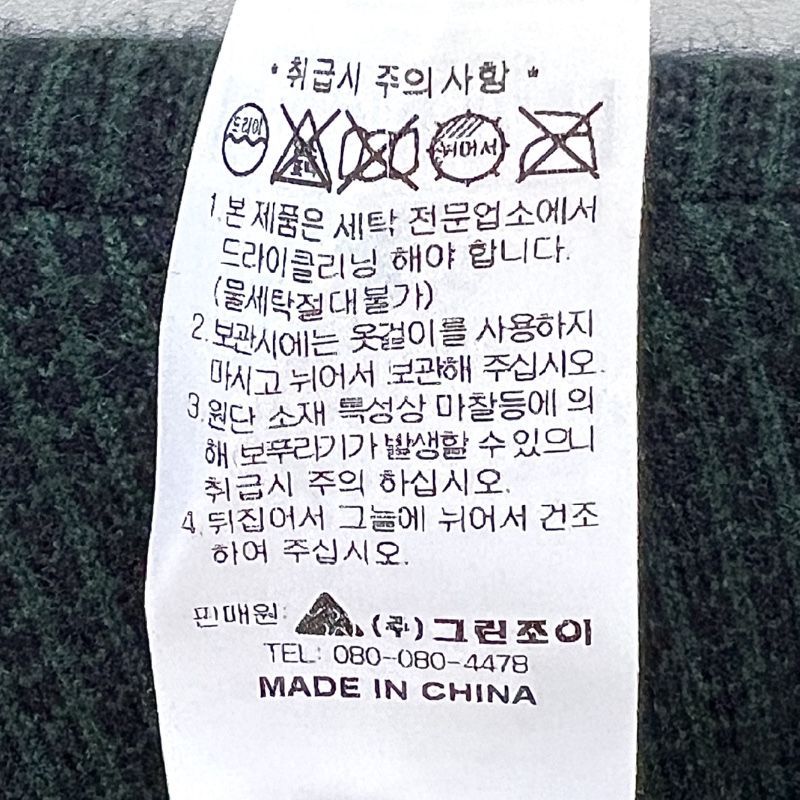 * 취급시 주의사항 *
드라이
뉘어서
1.본 제품은 세탁 전문업소에서
드라이클리닝 해야 합니다.
(물세탁절대불가)
2.보관시에는 옷걸이를 사용하지
마시고 뉘어서 보관해 주십시오.
3.원단 소재 특성상 마찰등에 의
해 보푸라기가 발생할 수 있으니
취급시 주의 하십시오.
4.뒤집어서 그늘에 뉘어서 건조
하여 주십시오.
판매원: (주)그린조이
TEL: 080-080-4478
MADE IN CHINA